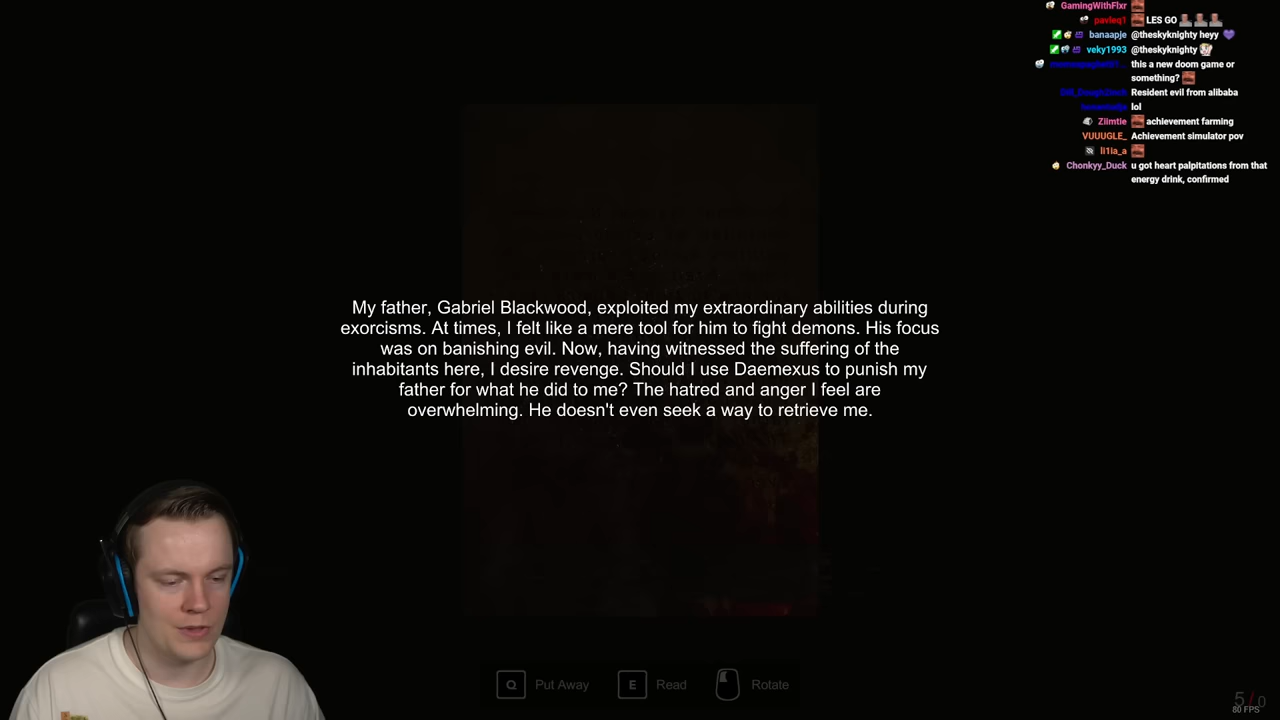 GamingWithFlxr
pavleq1 LES GO
banaapje @theskyknighty heyy
veky1993 @theskyknighty
this a new doom game or
something?
Resident evil from alibaba
lol
Ziimtie achievement farming
VUUUGLE_ Achievement simulator pov
li1ia_a
Chonkyy_Duck u got heart palpitations from that
energy drink, confirmed
My father, Gabriel Blackwood, exploited my extraordinary abilities during
exorcisms. At times, I felt like a mere tool for him to fight demons. His focus
was on banishing evil. Now, having witnessed the suffering of the
inhabitants here, I desire revenge. Should I use Daemexus to punish my
father for what he did to me? The hatred and anger I feel are
overwhelming. He doesn't even seek a way to retrieve me.
Q Put Away E Read Rotate
5/0
80 FPS